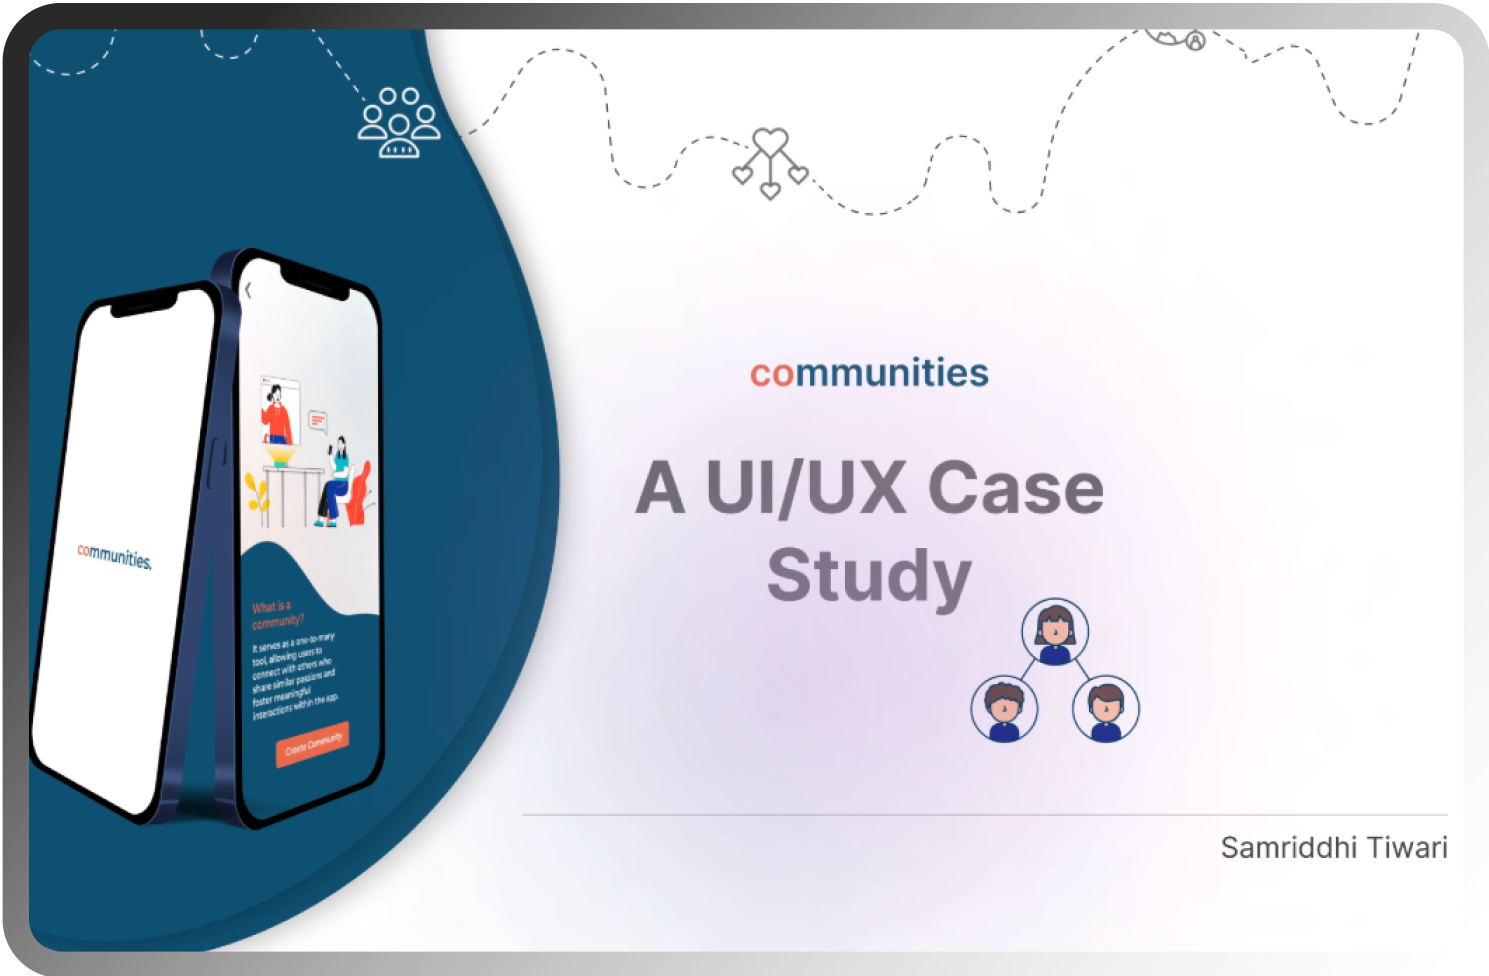 communities
A UI/UX Case
Study
Samriddhi Tiwari
communities.
What is a
community?
It serves as a one-to-many
tool, allowing users to
connect with others who
share similar passions and
foster meaningful
interactions within the app.
Create Community